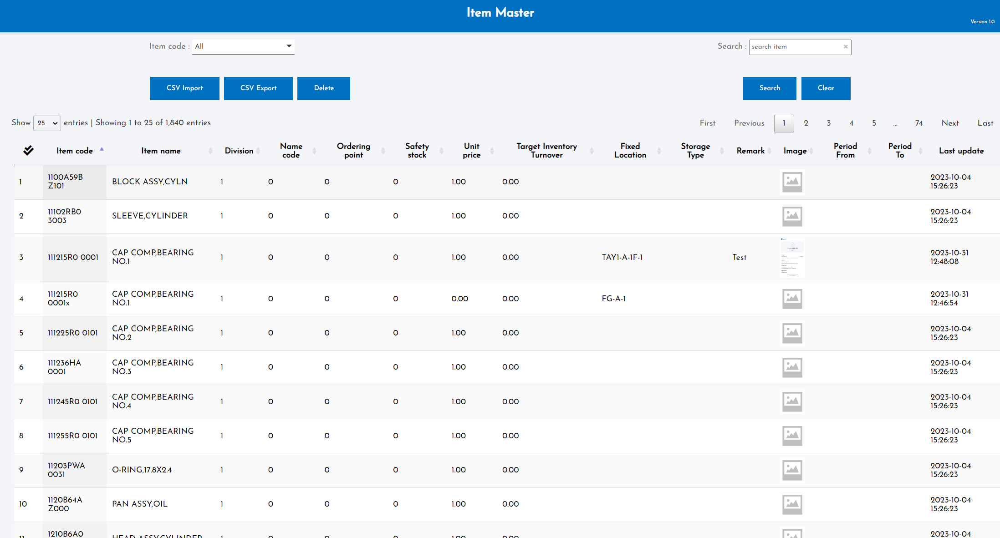 Item Master
Version 1.0
Item code : All
Search : search item
CSV Import CSV Export Delete
Search Clear
Show 25 entries | Showing 1 to 25 of 1,840 entries
First Previous 1 2 3 4 5 ... 74 Next Last
Item code Item name Division Name code Ordering point Safety stock Unit price Target Inventory Turnover Fixed Location Storage Type Remark Image Period From Period To Last update
1 1100A59B Z101 BLOCK ASSY,CYLN 1 0 0 0 1.00 0.00 2023-10-04 15:26:23
2 11102RB0 3003 SLEEVE,CYLINDER 1 0 0 0 1.00 0.00 2023-10-04 15:26:23
3 111215R0 0001 CAP COMP,BEARING NO.1 1 0 0 0 1.00 0.00 TAY1-A-1F-1 Test 2023-10-31 12:48:08
4 111215R0 0001x CAP COMP,BEARING NO.1 1 0 0 0 0.00 0.00 FG-A-1 2023-10-31 12:46:54
5 111225R0 0101 CAP COMP,BEARING NO.2 1 0 0 0 1.00 0.00 2023-10-04 15:26:23
6 111236HA 0001 CAP COMP,BEARING NO.3 1 0 0 0 1.00 0.00 2023-10-04 15:26:23
7 111245R0 0101 CAP COMP,BEARING NO.4 1 0 0 0 1.00 0.00 2023-10-04 15:26:23
8 111255R0 0101 CAP COMP,BEARING NO.5 1 0 0 0 1.00 0.00 2023-10-04 15:26:23
9 11203PWA 0031 O-RING,17.8X2.4 1 0 0 0 1.00 0.00 2023-10-04 15:26:23
10 1120B64A Z000 PAN ASSY,OIL 1 0 0 0 1.00 0.00 2023-10-04 15:26:23
11 1210B6A0 HEAD ASSY,CYLINDER 1 0 0 0 1.00 0.00 2023-10-04